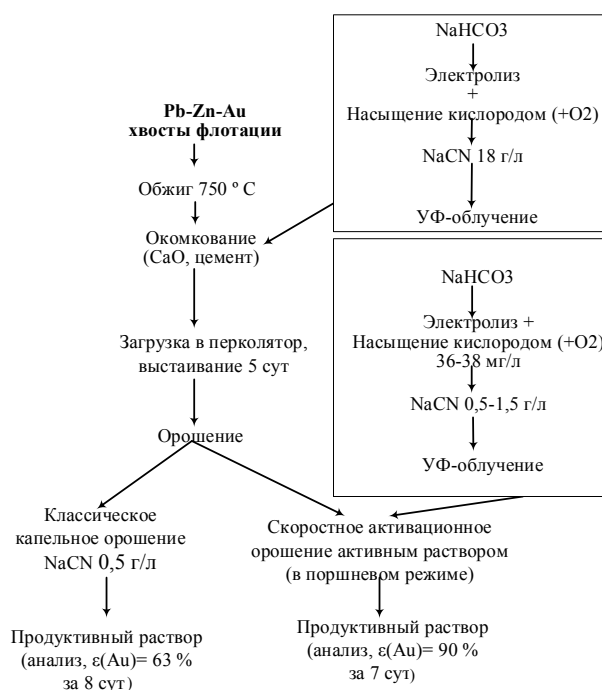 Pb-Zn-Au
хвосты флотации
Обжиг 750 º С
Окомкование
(CaO, цемент)
Загрузка в перколятор,
выстаивание 5 сут
Орошение
NaHCO3
Электролиз
+
Насыщение кислородом (+О2)
NaCN 18 г/л
УФ-облучение
NaHCO3
Электролиз +
Насыщение кислородом (+О2)
36-38 мг/л
NaCN 0,5-1,5 г/л
УФ-облучение
Классическое
капельное орошение
NaCN 0,5 г/л
Продуктивный раствор
(анализ, ε(Au)= 63 %
за 8 сут)
Скоростное активационное
орошение активным раствором
(в поршневом режиме)
Продуктивный раствор
(анализ, ε(Au)= 90 %
за 7 сут)